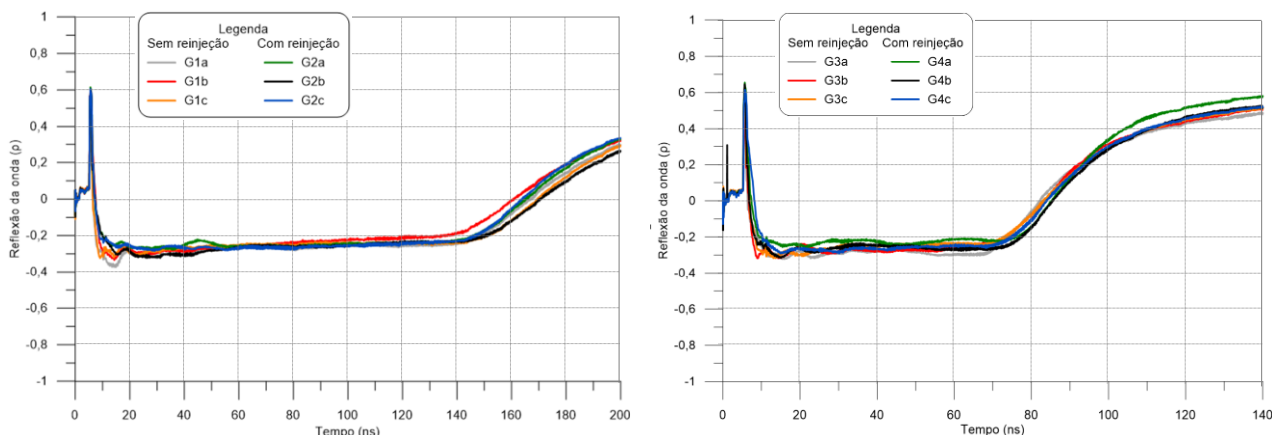 Legenda
Sem reinjeção Com reinjeção
G1a G2a
G1b G2b
G1c G2c
Reflexão da onda (ρ)
1
0,8
0,6
0,4
0,2
0
-0,2
-0,4
-0,6
-0,8
-1
0 20 40 60 80 100 120 140 160 180 200
Tempo (ns)
Legenda
Sem reinjeção Com reinjeção
G3a G4a
G3b G4b
G3c G4c
Reflexão da onda (ρ)
1
0,8
0,6
0,4
0,2
0
-0,2
-0,4
-0,6
-0,8
-1
0 20 40 60 80 100 120 140
Tempo (ns)